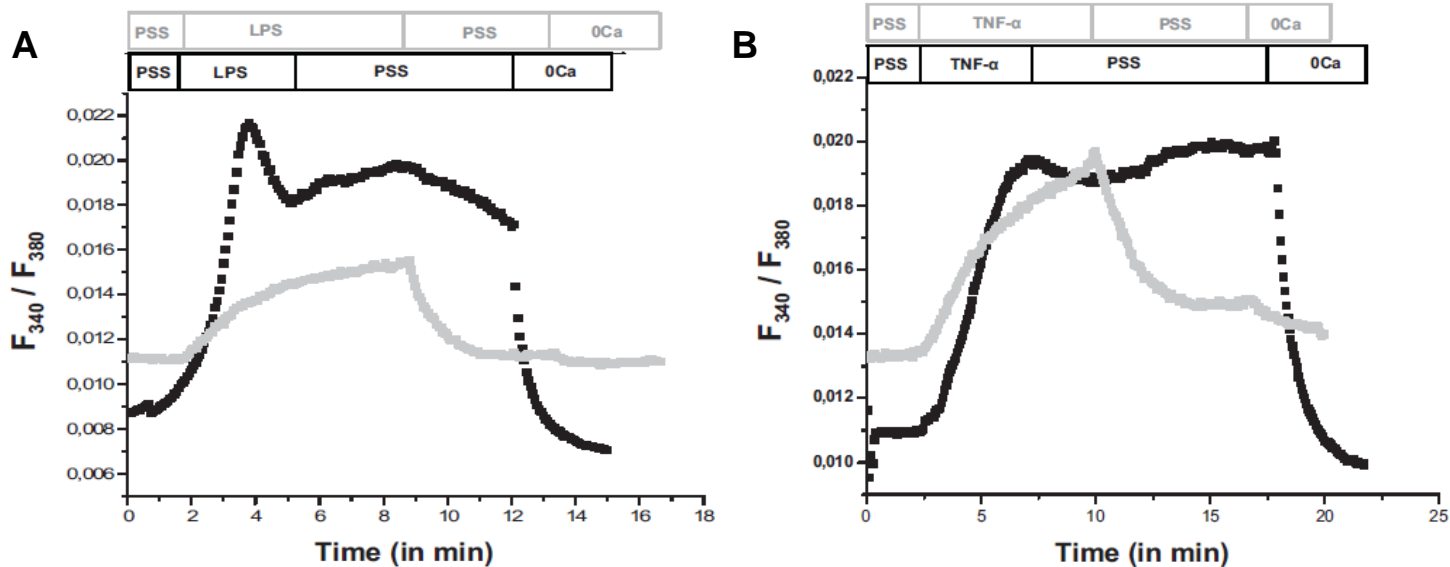 A
PSS LPS PSS 0Ca
PSS LPS PSS 0Ca
0,022
0,020
0,018
0,016
0,014
0,012
0,010
0,008
0,006
F340 / F380
0 2 4 6 8 10 12 14 16 18
Time (in min)
B
PSS TNF-α PSS 0Ca
PSS TNF-α PSS 0Ca
0,022
0,020
0,018
0,016
0,014
0,012
0,010
F340 / F380
0 5 10 15 20 25
Time (in min)